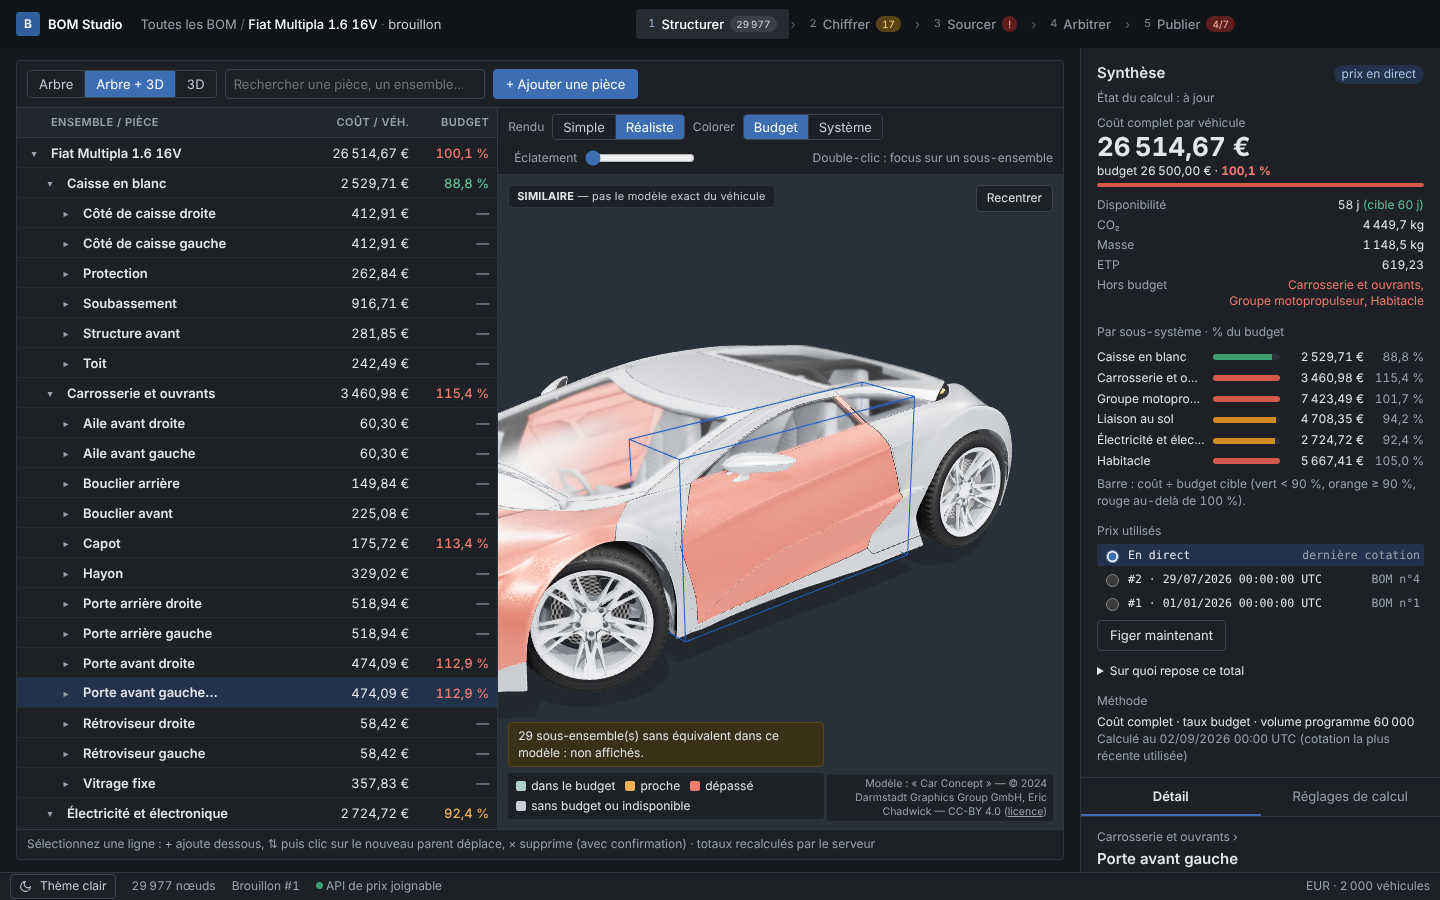 B BOM Studio Toutes les BOM / Fiat Multipla 1.6 16V · brouillon
1 Structurer 29 977 › 2 Chiffrer 17 › 3 Sourcer ! › 4 Arbitrer › 5 Publier 4/7
Arbre Arbre + 3D 3D Rechercher une pièce, un ensemble... + Ajouter une pièce
ENSEMBLE / PIÈCE COÛT / VÉH. BUDGET
▾ Fiat Multipla 1.6 16V 26 514,67 € 100,1 %
▾ Caisse en blanc 2 529,71 € 88,8 %
▸ Côté de caisse droite 412,91 € —
▸ Côté de caisse gauche 412,91 € —
▸ Protection 262,84 € —
▸ Soubassement 916,71 € —
▸ Structure avant 281,85 € —
▸ Toit 242,49 € —
▾ Carrosserie et ouvrants 3 460,98 € 115,4 %
▸ Aile avant droite 60,30 € —
▸ Aile avant gauche 60,30 € —
▸ Bouclier arrière 149,84 € —
▸ Bouclier avant 225,08 € —
▸ Capot 175,72 € 113,4 %
▸ Hayon 329,02 € —
▸ Porte arrière droite 518,94 € —
▸ Porte arrière gauche 518,94 € —
▸ Porte avant droite 474,09 € 112,9 %
▸ Porte avant gauche... 474,09 € 112,9 %
▸ Rétroviseur droite 58,42 € —
▸ Rétroviseur gauche 58,42 € —
▸ Vitrage fixe 357,83 € —
▾ Électricité et électronique 2 724,72 € 92,4 %
Sélectionnez une ligne : + ajoute dessous, ⇅ puis clic sur le nouveau parent déplace, × supprime (avec confirmation) · totaux recalculés par le serveur
Rendu Simple Réaliste Colorer Budget Système
Éclatement Double-clic : focus sur un sous-ensemble
SIMILAIRE — pas le modèle exact du véhicule Recentrer
29 sous-ensemble(s) sans équivalent dans ce
modèle : non affichés.
dans le budget proche dépassé
sans budget ou indisponible
Modèle : « Car Concept » — © 2024
Darmstadt Graphics Group GmbH, Eric
Chadwick — CC-BY 4.0 (licence)
Synthèse prix en direct
État du calcul : à jour
Coût complet par véhicule
26 514,67 €
budget 26 500,00 € · 100,1 %
Disponibilité 58 j (cible 60 j)
CO₂ 4 449,7 kg
Masse 1 148,5 kg
ETP 619,23
Hors budget Carrosserie et ouvrants,
Groupe motopropulseur, Habitacle
Par sous-système · % du budget
Caisse en blanc 2 529,71 € 88,8 %
Carrosserie et o... 3 460,98 € 115,4 %
Groupe motopro... 7 423,49 € 101,7 %
Liaison au sol 4 708,35 € 94,2 %
Électricité et élec... 2 724,72 € 92,4 %
Habitacle 5 667,41 € 105,0 %
Barre : coût ÷ budget cible (vert < 90 %, orange ≥ 90 %,
rouge au-delà de 100 %).
Prix utilisés
En direct dernière cotation
#2 · 29/07/2026 00:00:00 UTC BOM n°4
#1 · 01/01/2026 00:00:00 UTC BOM n°1
Figer maintenant
▶ Sur quoi repose ce total
Méthode
Coût complet · taux budget · volume programme 60 000
Calculé au 02/09/2026 00:00 UTC (cotation la plus
récente utilisée)
Détail Réglages de calcul
Carrosserie et ouvrants ›
Porte avant gauche
Thème clair 29 977 nœuds Brouillon #1 API de prix joignable EUR · 2 000 véhicules